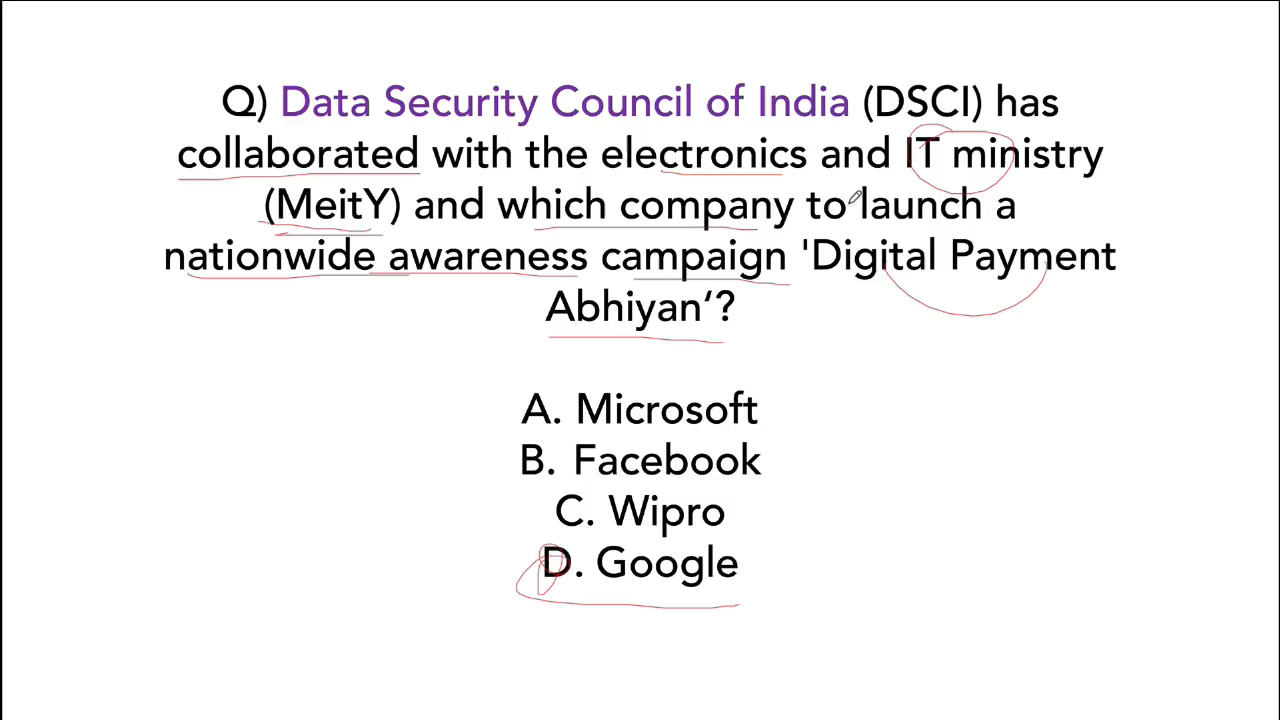 Q) Data Security Council of India (DSCI) has
collaborated with the electronics and IT ministry
(MeitY) and which company to launch a
nationwide awareness campaign 'Digital Payment
Abhiyan‘?
A. Microsoft
B. Facebook
C. Wipro
D. Google